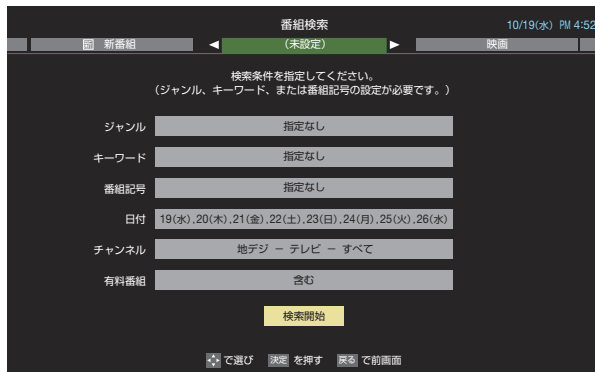 番組検索
10/19(水) PM 4:52
新番組 ◀ (未設定) ▶ 映画
検索条件を指定してください。
(ジャンル、キーワード、または番組記号の設定が必要です。)
ジャンル 指定なし
キーワード 指定なし
番組記号 指定なし
日付 19(水),20(木),21(金),22(土),23(日),24(月),25(火),26(水)
チャンネル 地デジ − テレビ − すべて
有料番組 含む
検索開始
で選び 決定 を押す 戻る で前画面